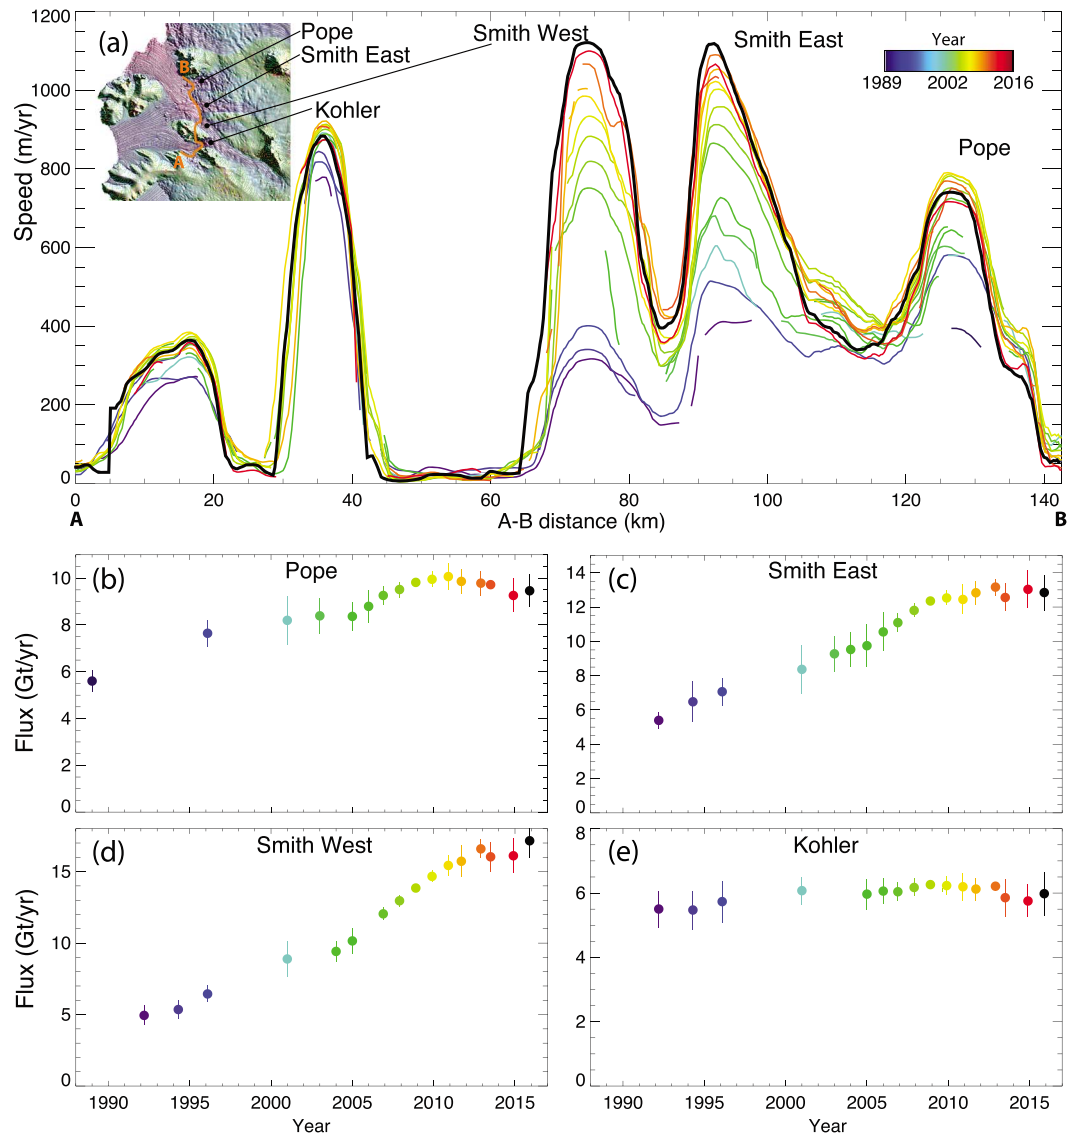 (a)
Pope
Smith East
Smith West
Kohler
B
A
Smith East
Pope
Year
1989 2002 2016
Speed (m/yr)
1200
1000
800
600
400
200
0
0 20 40 60 80 100 120 140
A A-B distance (km) B
(b) Pope
Flux (Gt/yr)
10
8
6
4
2
0
(c) Smith East
14
12
10
8
6
4
2
0
(d) Smith West
Flux (Gt/yr)
15
10
5
0
1990 1995 2000 2005 2010 2015
Year
(e) Kohler
8
6
4
2
0
1990 1995 2000 2005 2010 2015
Year